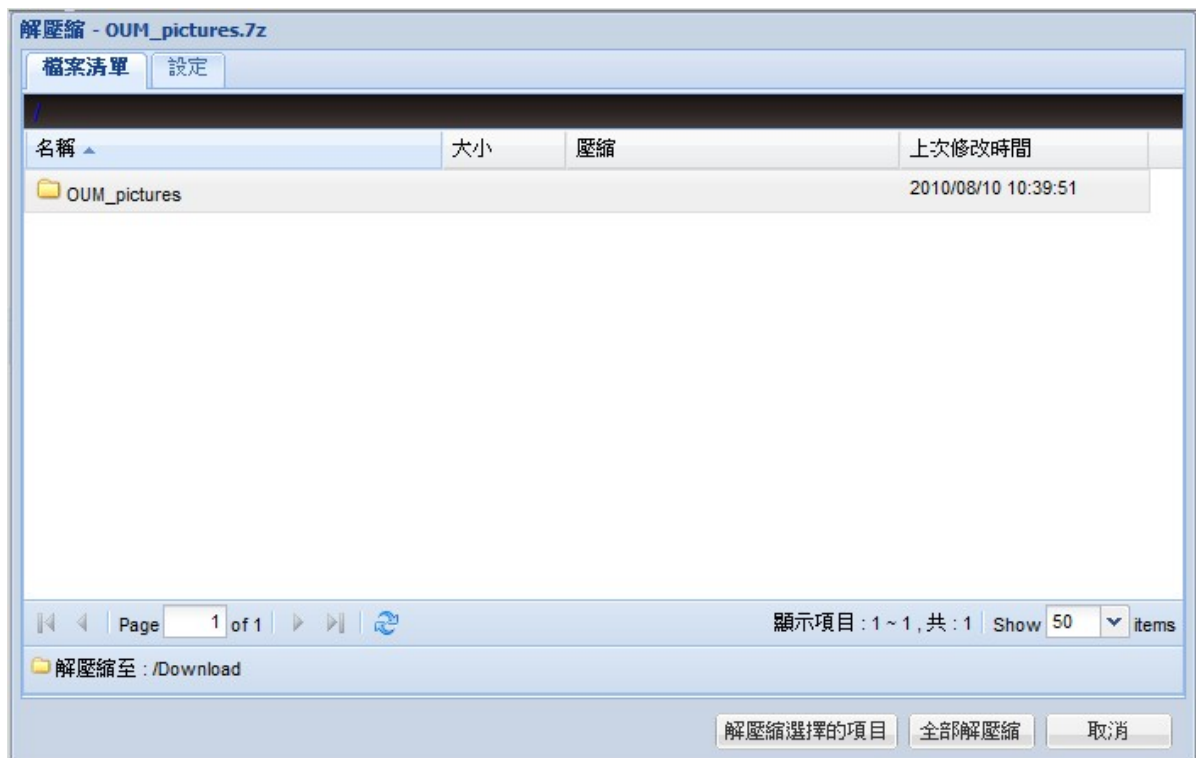 解壓縮 - OUM_pictures.7z
檔案清單 設定
/
名稱 大小 壓縮 上次修改時間
OUM_pictures 2010/08/10 10:39:51
Page 1 of 1 顯示項目 : 1 ~ 1 , 共 : 1 Show 50 items
解壓縮至 : /Download
解壓縮選擇的項目 全部解壓縮 取消